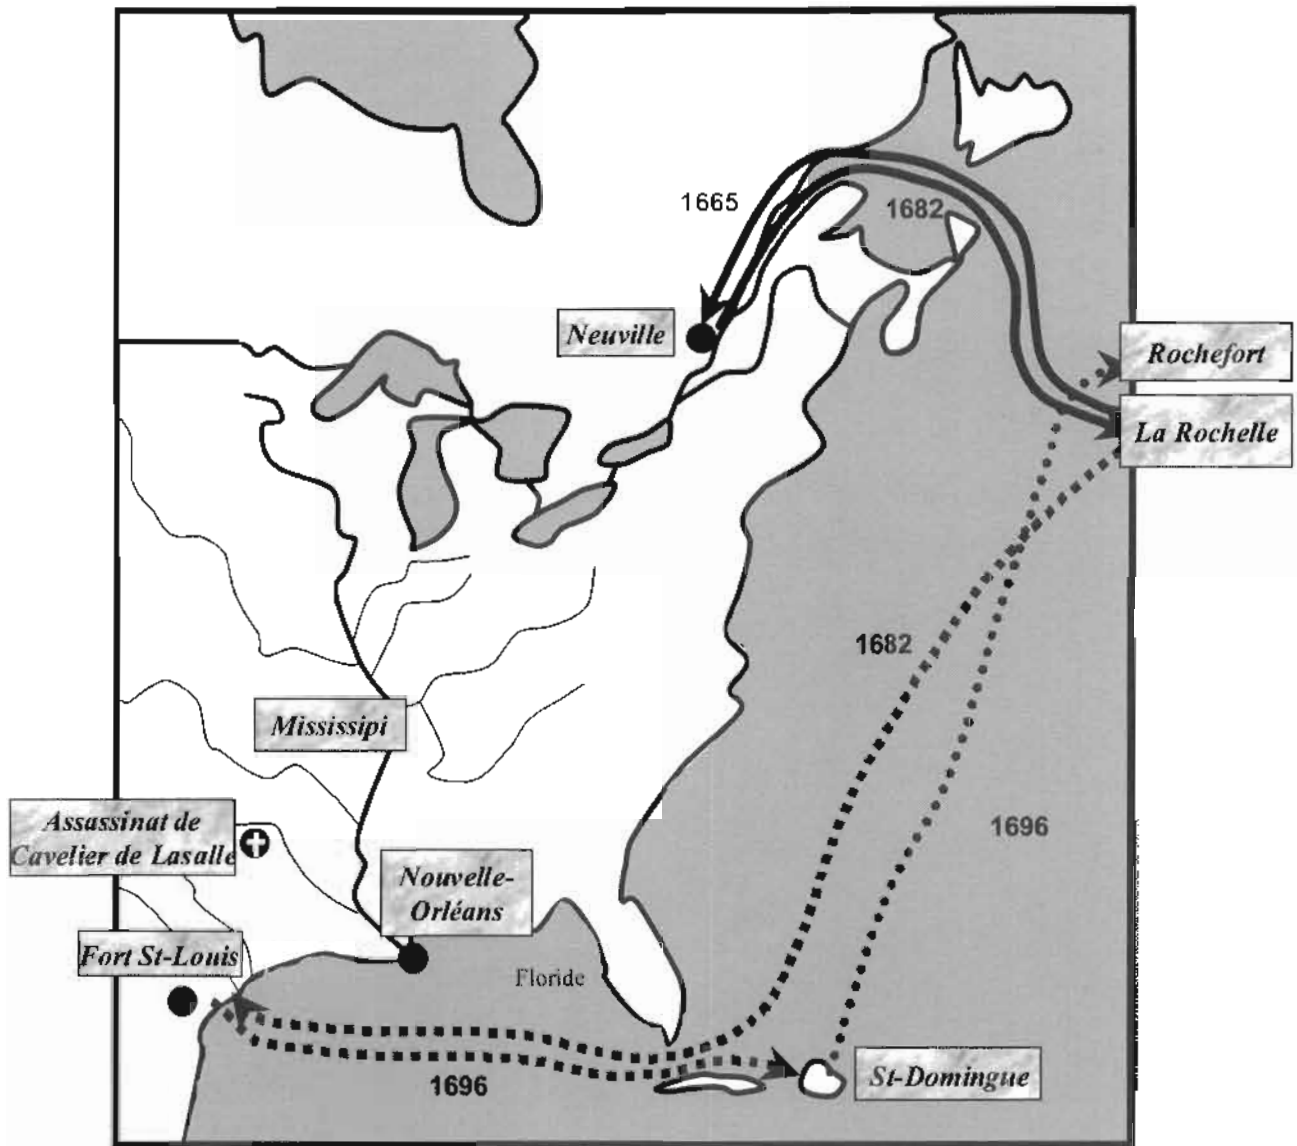 1665
1682
Neuville
Rochefort
La Rochelle
1682
Mississipi
Assassinat de
Cavelier de Lasalle
1696
Nouvelle-
Orléans
Fort St-Louis
Floride
St-Domingue
1696